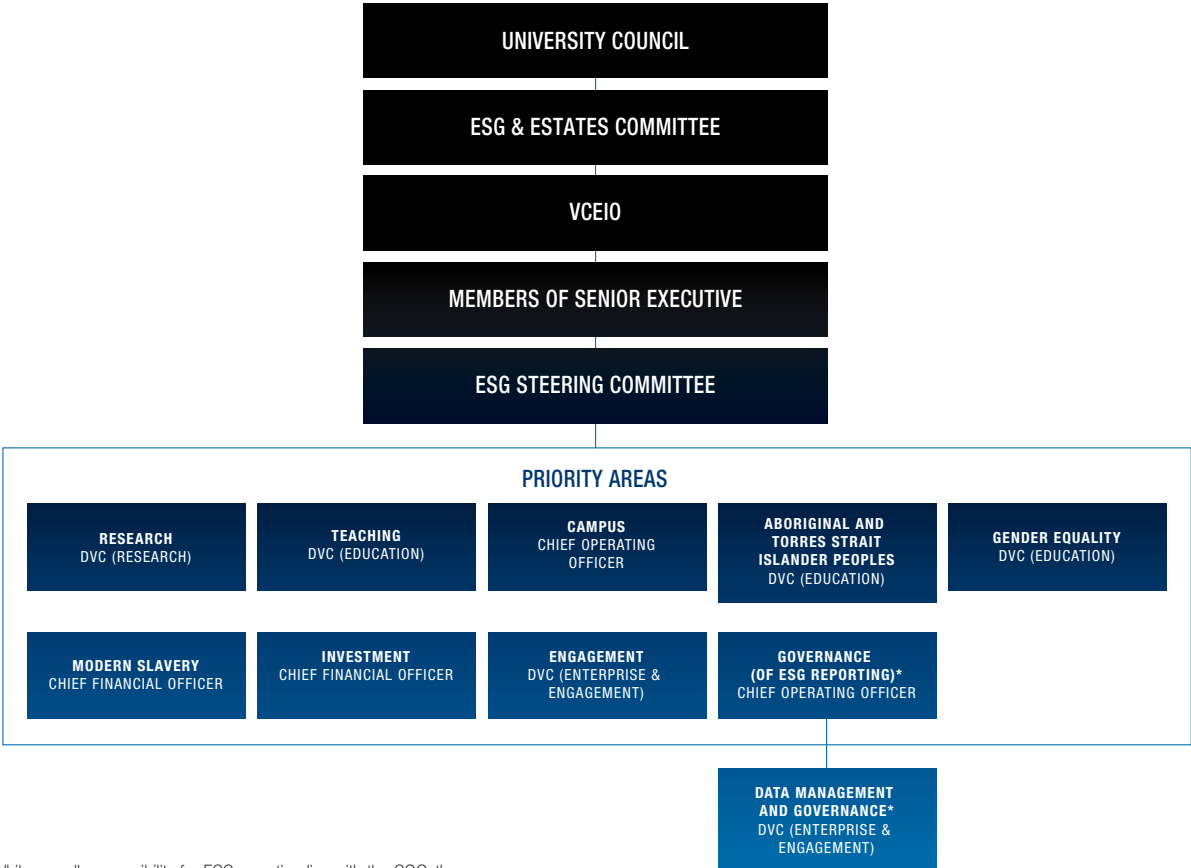 UNIVERSITY COUNCIL
ESG & ESTATES COMMITTEE
VCEIO
MEMBERS OF SENIOR EXECUTIVE
ESG STEERING COMMITTEE
PRIORITY AREAS
RESEARCH
DVC (RESEARCH)
TEACHING
DVC (EDUCATION)
CAMPUS
CHIEF OPERATING
OFFICER
ABORIGINAL AND
TORRES STRAIT
ISLANDER PEOPLES
DVC (EDUCATION)
GENDER EQUALITY
DVC (EDUCATION)
MODERN SLAVERY
CHIEF FINANCIAL OFFICER
INVESTMENT
CHIEF FINANCIAL OFFICER
ENGAGEMENT
DVC (ENTERPRISE &
ENGAGEMENT)
GOVERNANCE
(OF ESG REPORTING)*
CHIEF OPERATING OFFICER
DATA MANAGEMENT
AND GOVERNANCE*
DVC (ENTERPRISE &
ENGAGEMENT)